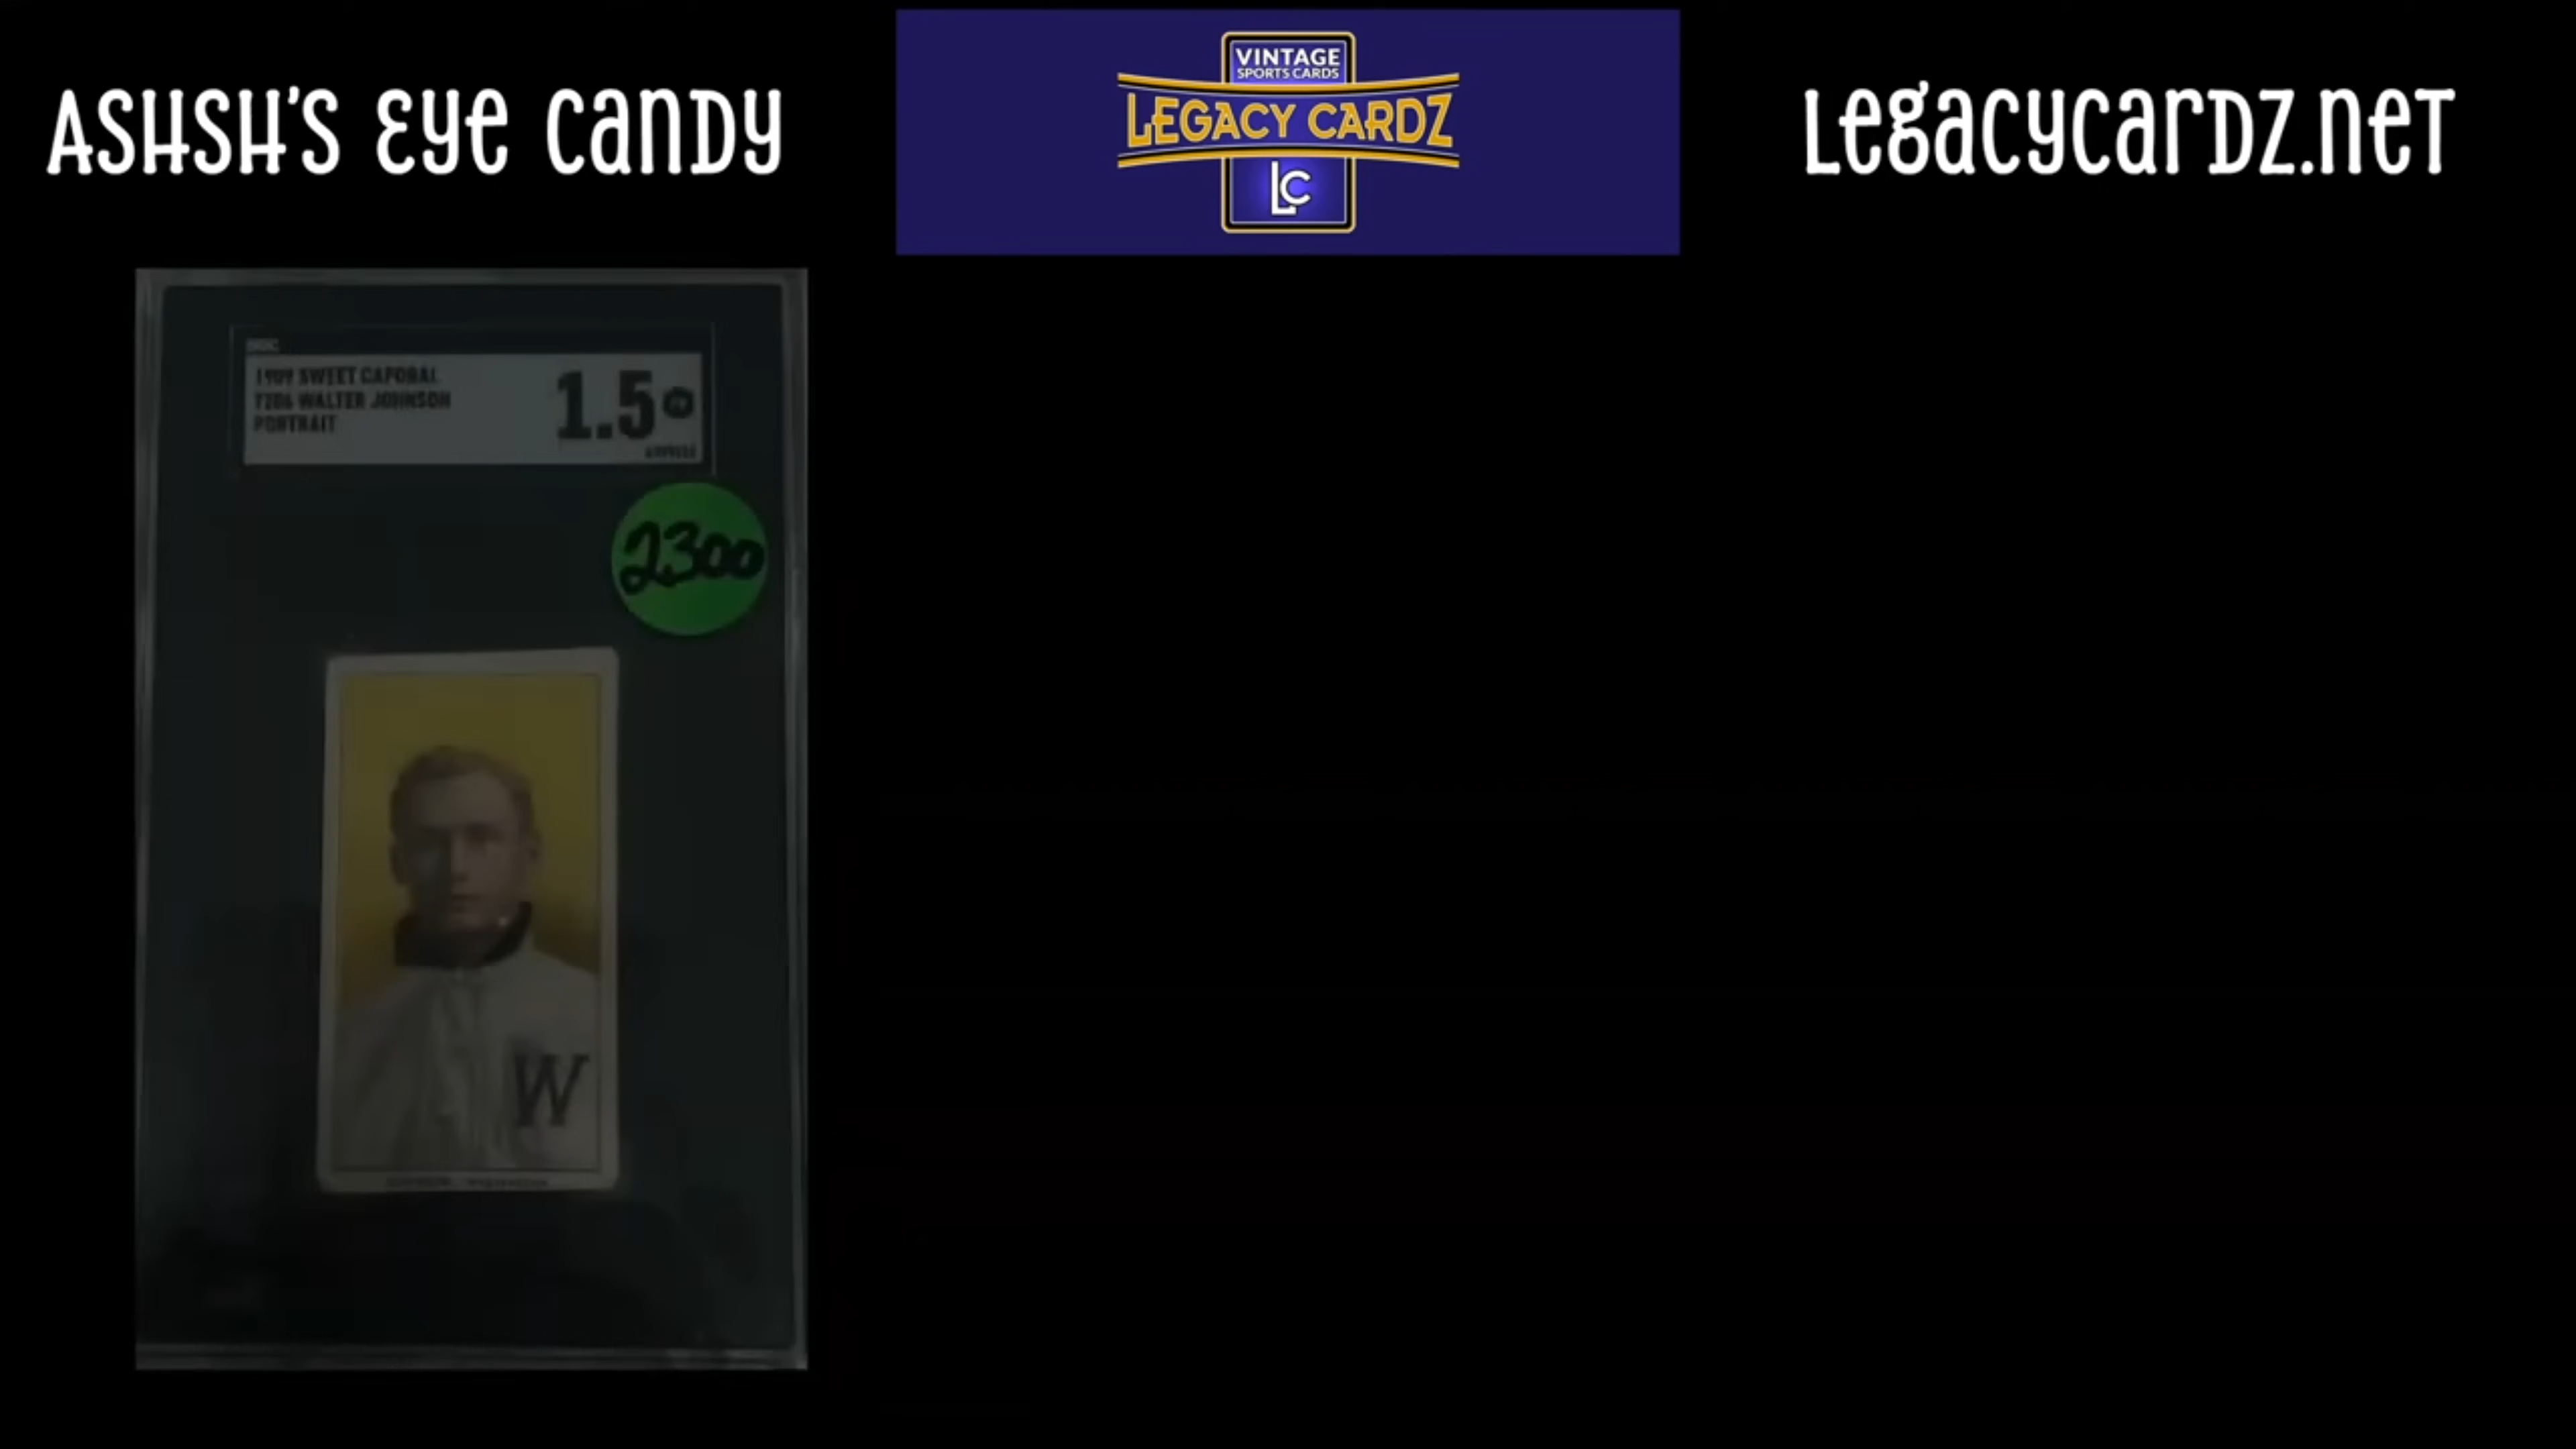 ASHSH'S EYE CANDY
VINTAGE
SPORTS CARDS
LEGACY CARDZ
LC
LEGACYCARDZ.NET
1909 SWEET CAPORAL
T206 WALTER JOHNSON
PORTRAIT
1.5
2300
W